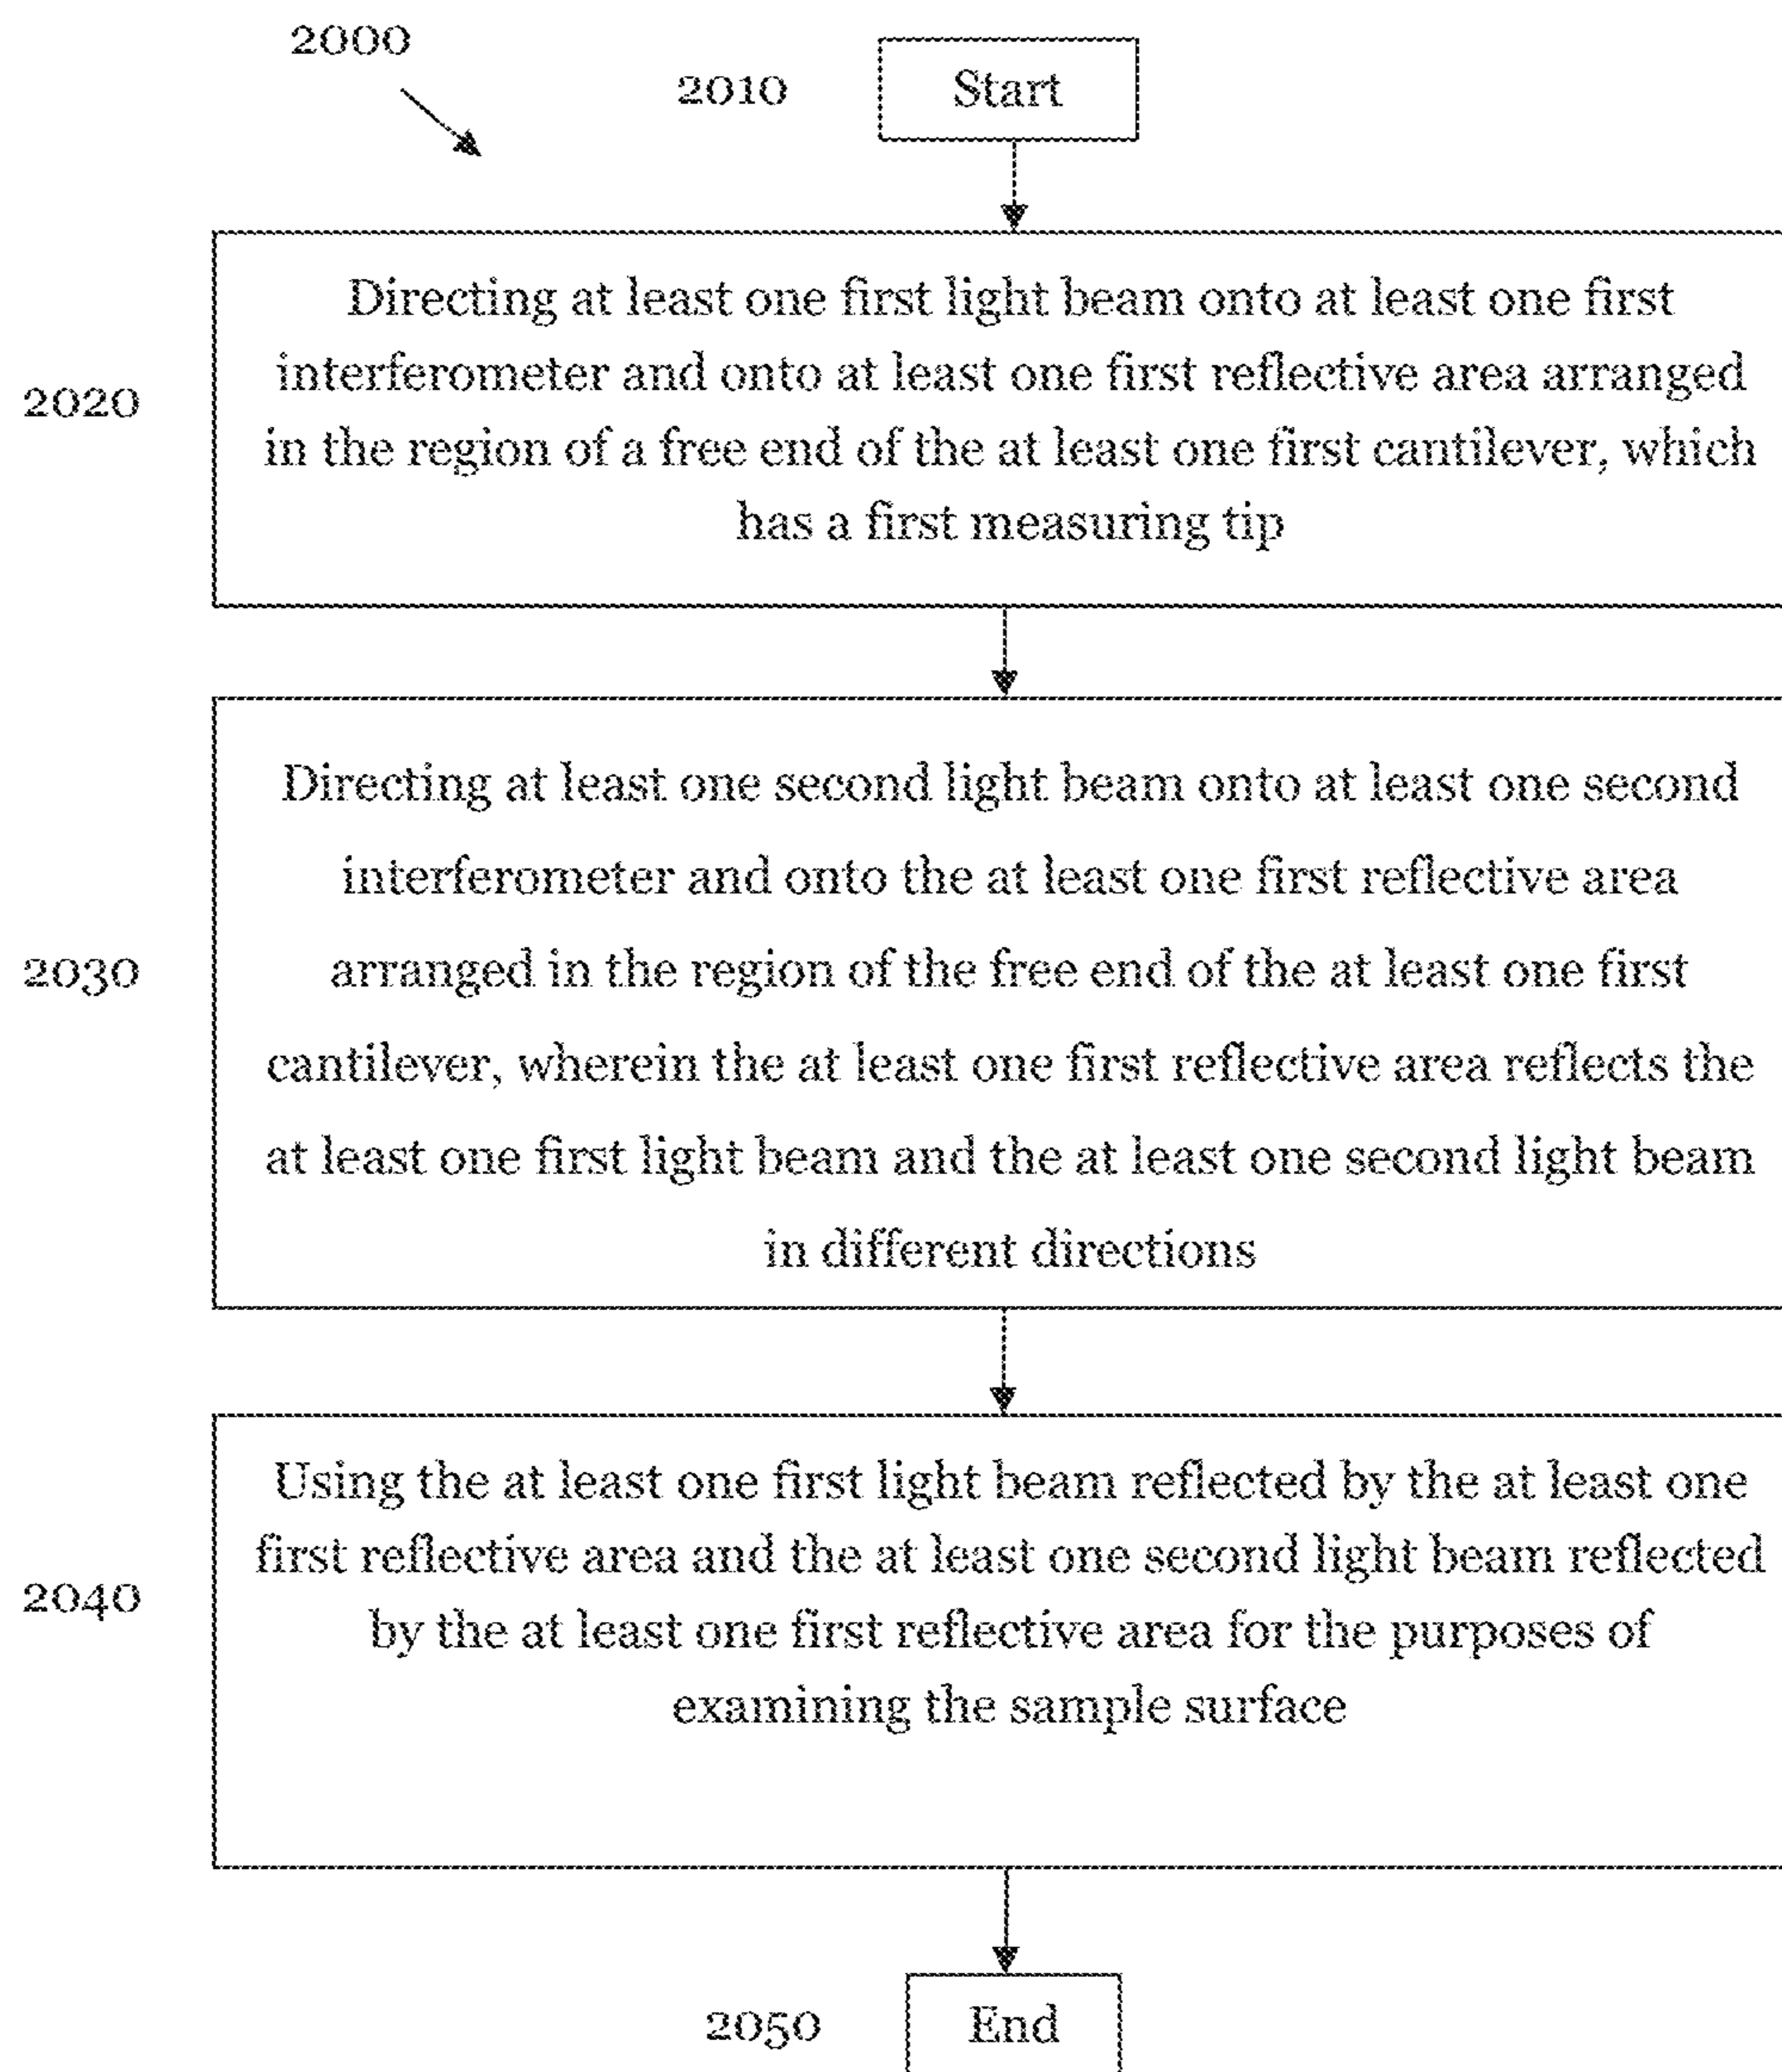 2000
2010 Start
Directing at least one first light beam onto at least one first
interferometer and onto at least one first reflective area arranged
2020
in the region of a free end of the at least one first cantilever, which
has a first measuring tip
Directing at least one second light beam onto at least one second
interferometer and onto the at least one first reflective area
2030
arranged in the region of the free end of the at least one first
cantilever, wherein the at least one first reflective area reflects the
at least one first light beam and the at least one second light beam
in different directions
Using the at least one first light beam reflected by the at least one
first reflective area and the at least one second light beam reflected
2040
by the at least one first reflective area for the purposes of
examining the sample surface
2050 End